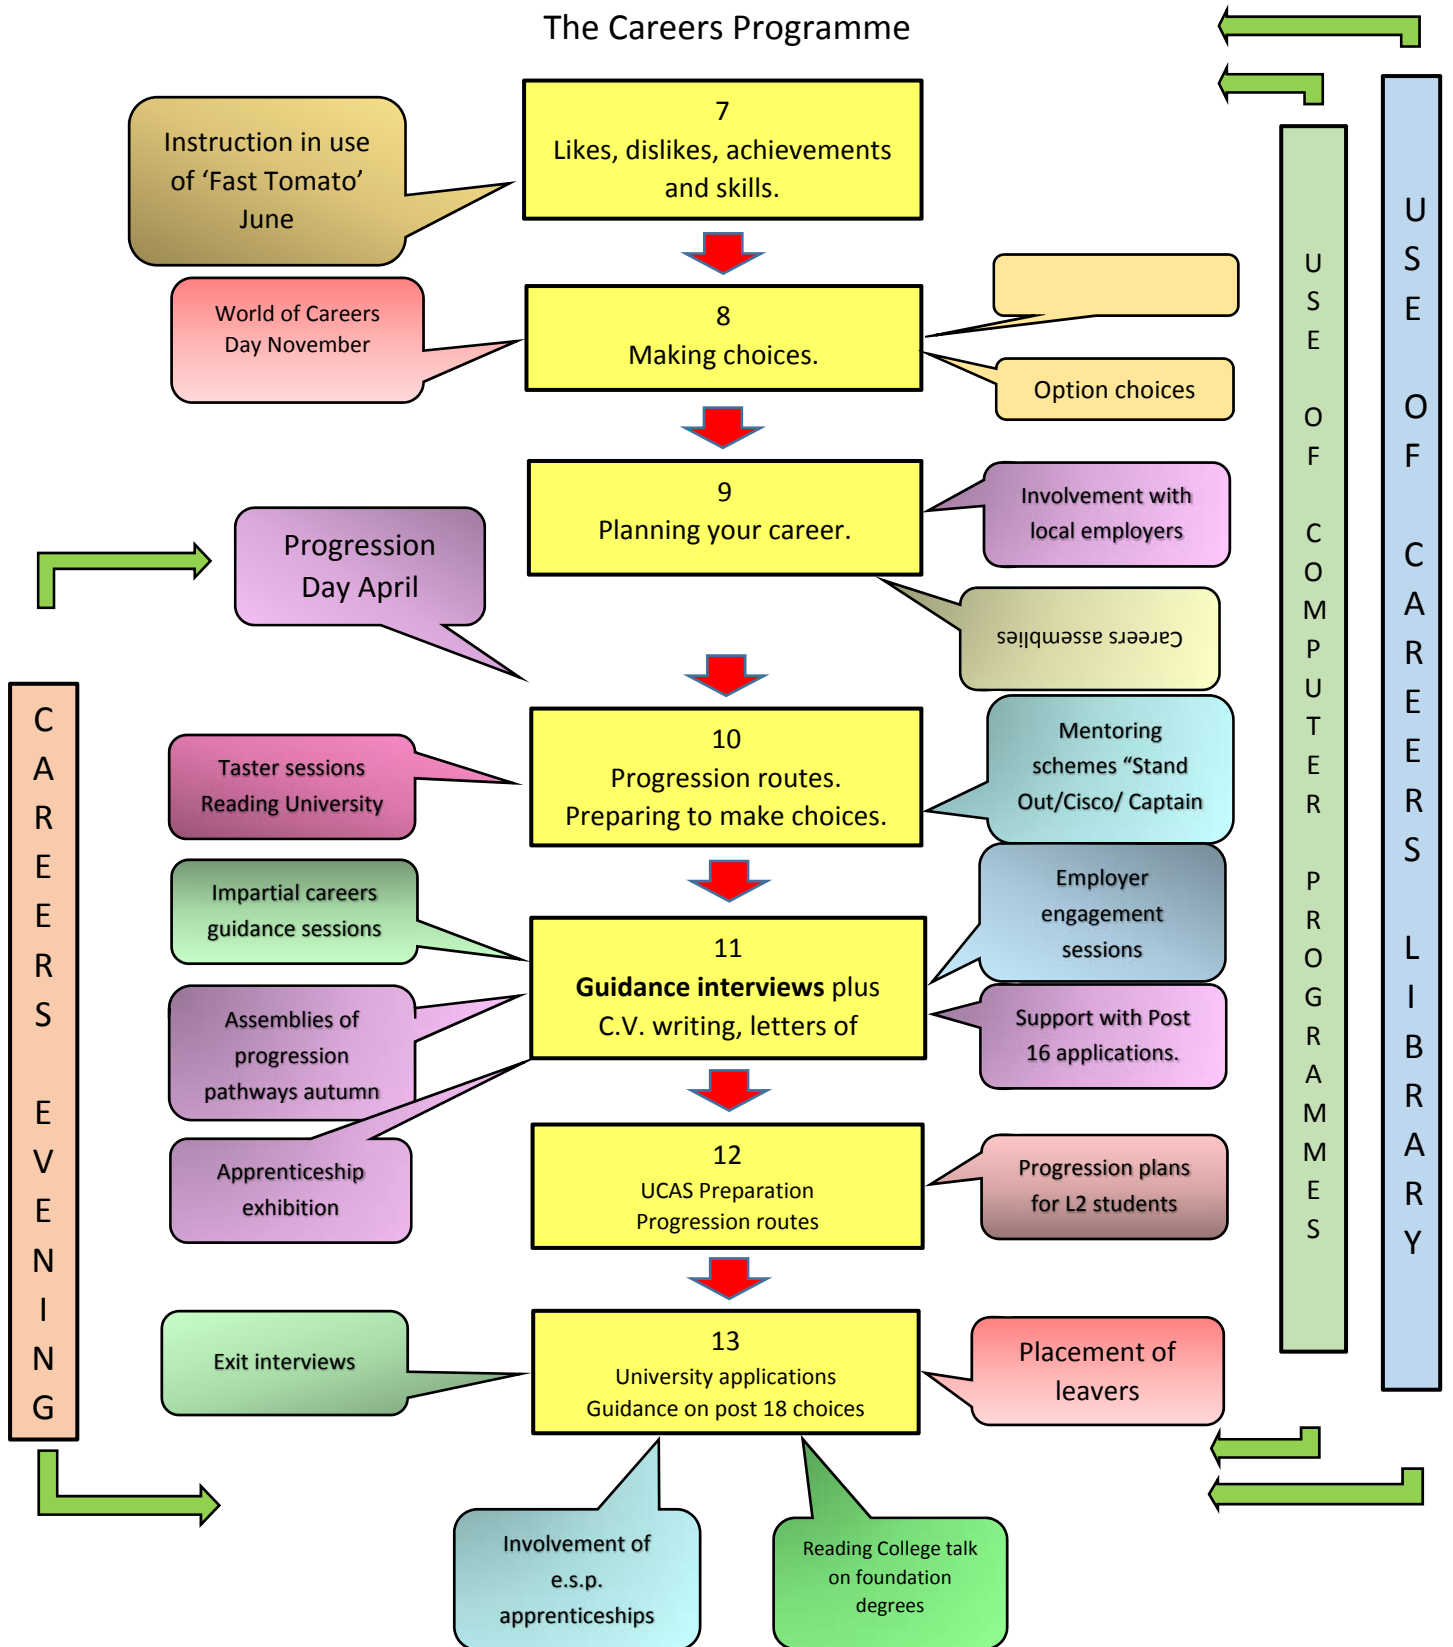 The Careers Programme
7
Likes, dislikes, achievements
and skills.
Instruction in use
of ‘Fast Tomato’
June
World of Careers
Day November
8
Making choices.
Option choices
9
Planning your career.
Involvement with
local employers
Careers assemblies
Progression
Day April
10
Progression routes.
Preparing to make choices.
Taster sessions
Reading University
Mentoring
schemes “Stand
Out/Cisco/ Captain
Impartial careers
guidance sessions
11
Guidance interviews plus
C.V. writing, letters of
Employer
engagement
sessions
Assemblies of
progression
pathways autumn
Support with Post
16 applications.
Apprenticeship
exhibition
12
UCAS Preparation
Progression routes
Progression plans
for L2 students
13
University applications
Guidance on post 18 choices
Exit interviews
Placement of
leavers
Involvement of
e.s.p.
apprenticeships
Reading College talk
on foundation
degrees
CAREERS EVENING
USE OF COMPUTER PROGRAMMES
USE OF CAREERS LIBRARY